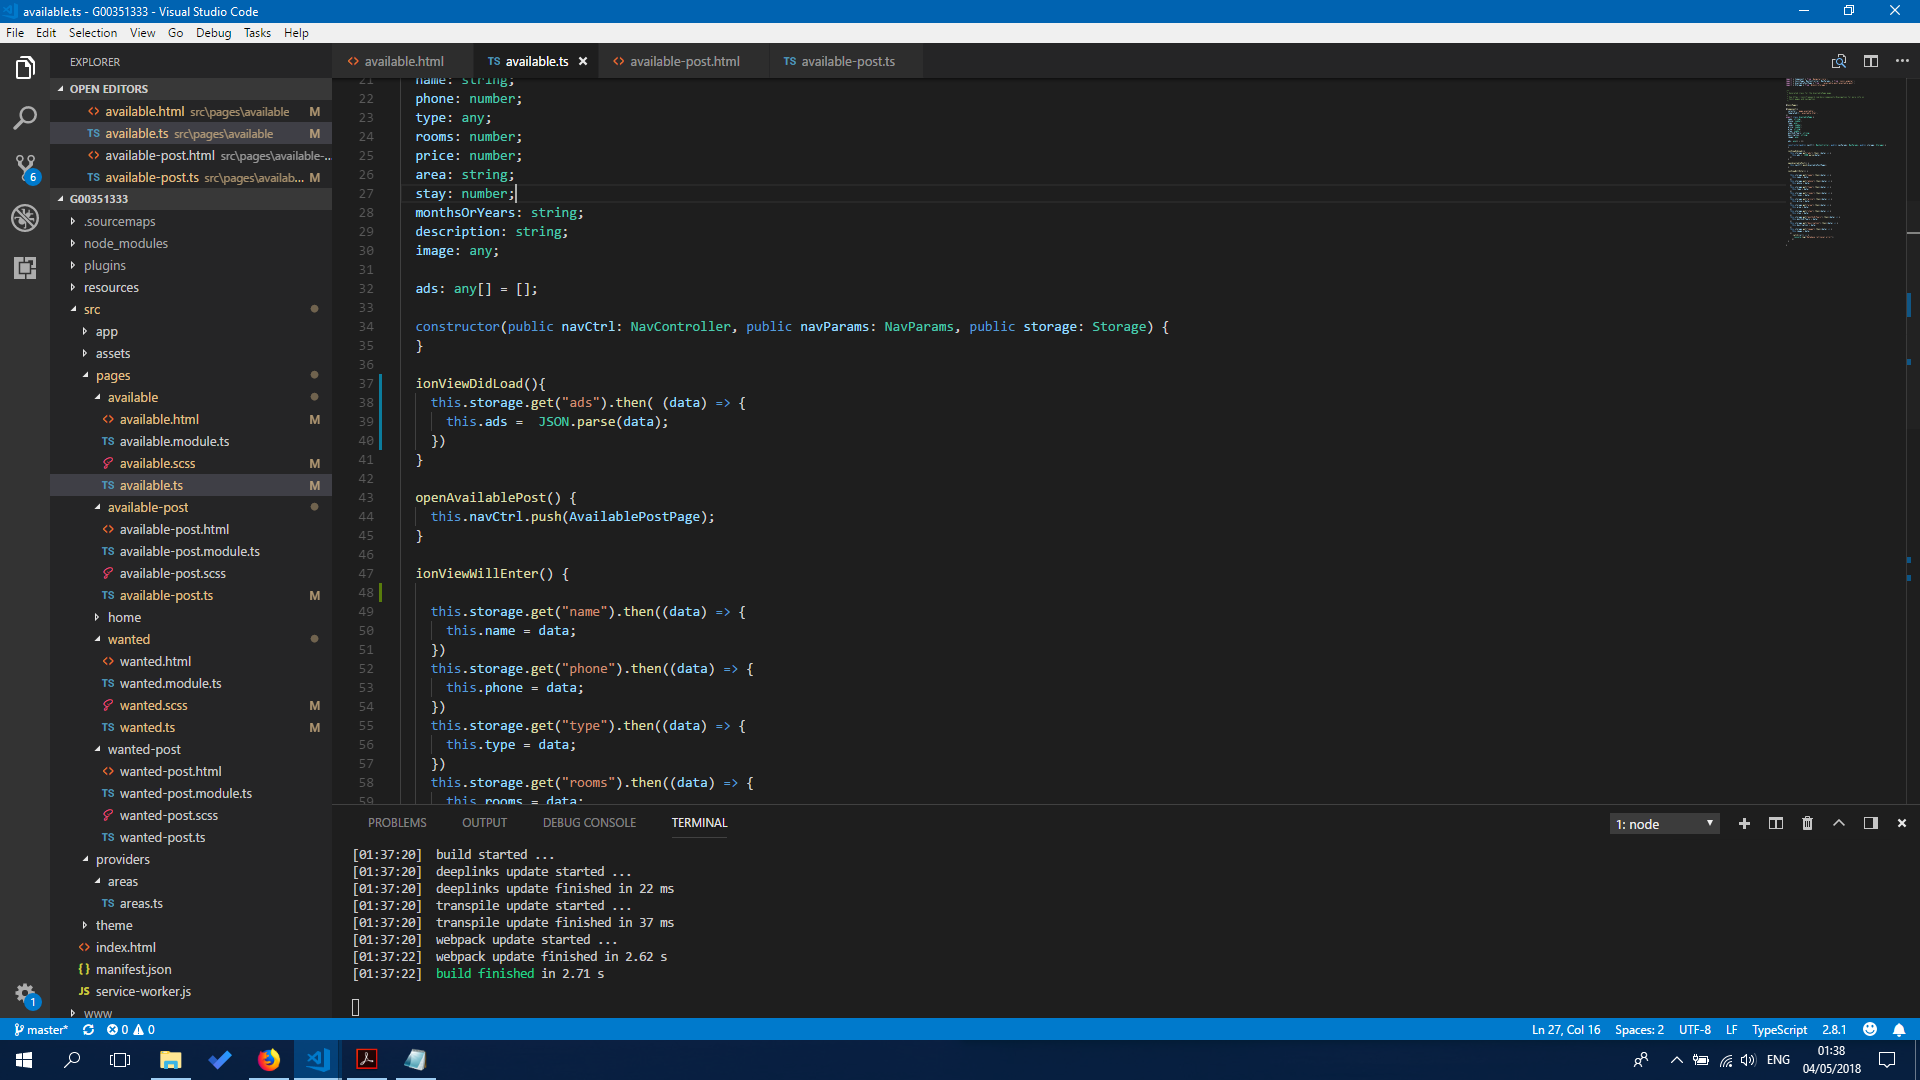 available.ts - G00351333 - Visual Studio Code
File Edit Selection View Go Debug Tasks Help
EXPLORER
OPEN EDITORS
available.html src\pages\available M
TS available.ts src\pages\available M
available-post.html src\pages\available-...
TS available-post.ts src\pages\availab... M
G00351333
.sourcemaps
node_modules
plugins
resources
src
app
assets
pages
available
available.html M
TS available.module.ts
available.scss M
TS available.ts M
available-post
available-post.html
TS available-post.module.ts
available-post.scss
TS available-post.ts M
home
wanted
wanted.html
TS wanted.module.ts
wanted.scss M
TS wanted.ts M
wanted-post
wanted-post.html
TS wanted-post.module.ts
wanted-post.scss
TS wanted-post.ts
providers
areas
TS areas.ts
theme
index.html
{} manifest.json
JS service-worker.js
www
6
1
available.html TS available.ts available-post.html TS available-post.ts
21 name: string;
22 phone: number;
23 type: any;
24 rooms: number;
25 price: number;
26 area: string;
27 stay: number;
28 monthsOrYears: string;
29 description: string;
30 image: any;
31
32 ads: any[] = [];
33
34 constructor(public navCtrl: NavController, public navParams: NavParams, public storage: Storage) {
35 }
36
37 ionViewDidLoad(){
38 this.storage.get("ads").then( (data) => {
39 this.ads =  JSON.parse(data);
40 })
41 }
42
43 openAvailablePost() {
44 this.navCtrl.push(AvailablePostPage);
45 }
46
47 ionViewWillEnter() {
48
49 this.storage.get("name").then((data) => {
50 this.name = data;
51 })
52 this.storage.get("phone").then((data) => {
53 this.phone = data;
54 })
55 this.storage.get("type").then((data) => {
56 this.type = data;
57 })
58 this.storage.get("rooms").then((data) => {
59 this.rooms = data;
PROBLEMS OUTPUT DEBUG CONSOLE TERMINAL 1: node
[01:37:20] build started ...
[01:37:20] deeplinks update started ...
[01:37:20] deeplinks update finished in 22 ms
[01:37:20] transpile update started ...
[01:37:20] transpile update finished in 37 ms
[01:37:20] webpack update started ...
[01:37:22] webpack update finished in 2.62 s
[01:37:22] build finished in 2.71 s
master* 0 0 Ln 27, Col 16 Spaces: 2 UTF-8 LF TypeScript 2.8.1
ENG 01:38
04/05/2018